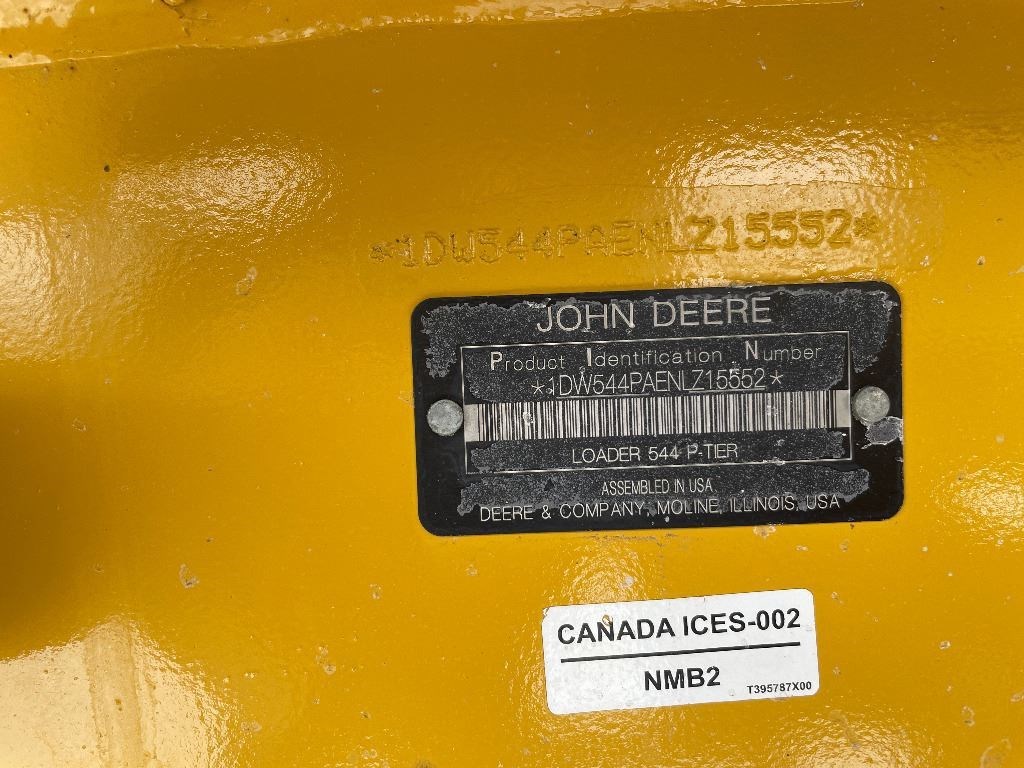 *1DW544PAENLZ15552*
JOHN DEERE
Product Identification Number
*1DW544PAENLZ15552*
LOADER 544 P-TIER
ASSEMBLED IN USA
DEERE & COMPANY, MOLINE, ILLINOIS, USA
CANADA ICES-002
NMB2
T395787X00